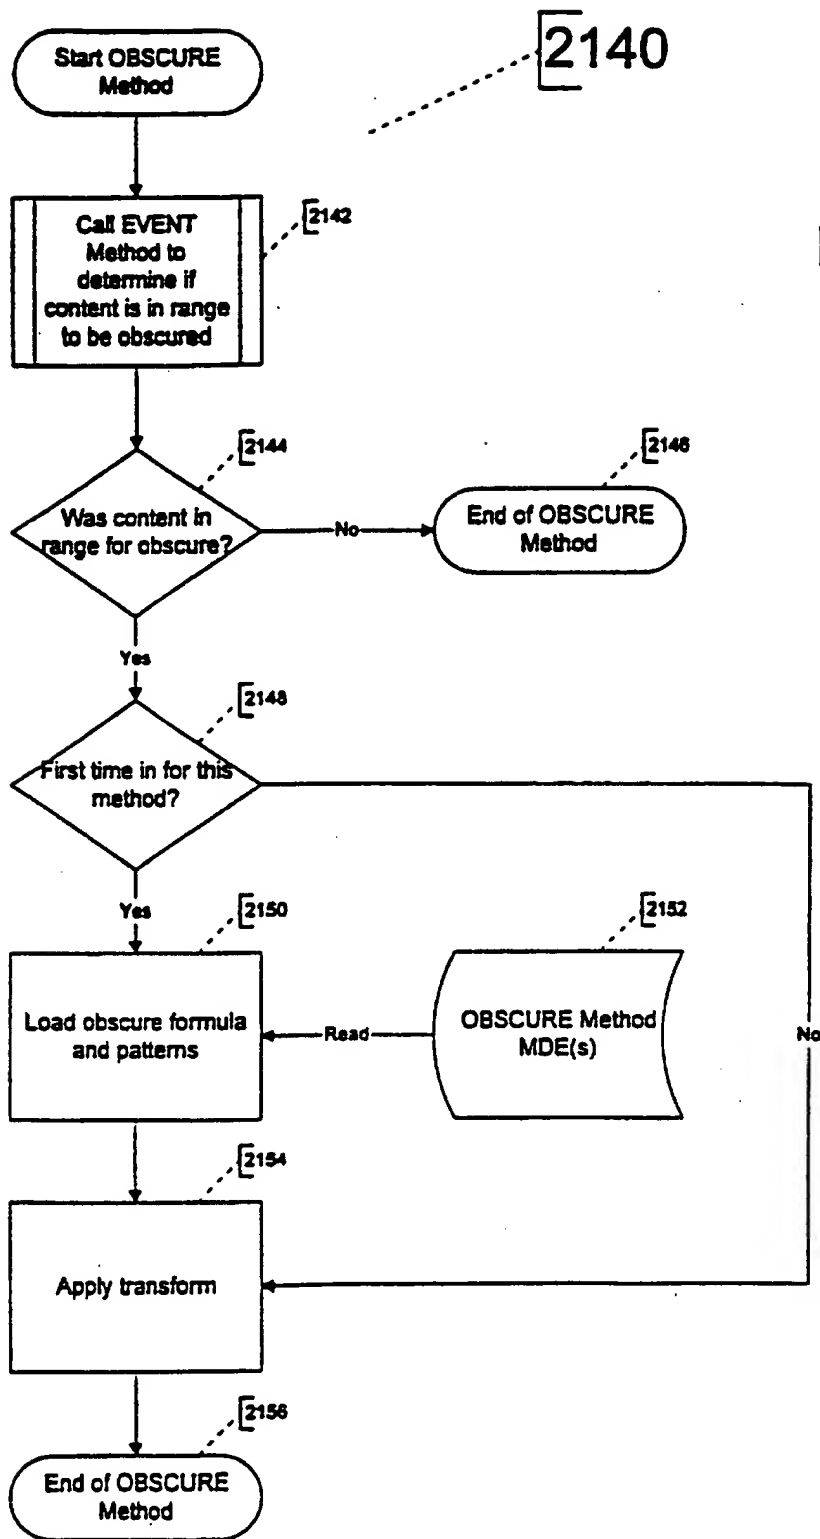 2140
Start OBSCURE
Method
2142
Call EVENT
Method to
determine if
content is in range
to be obscured
2144
Was content in
range for obscure?
No
2146
End of OBSCURE
Method
Yes
2148
First time in for this
method?
Yes
2150
Load obscure formula
and patterns
Read
2152
OBSCURE Method
MDE(s)
No
2154
Apply transform
2156
End of OBSCURE
Method